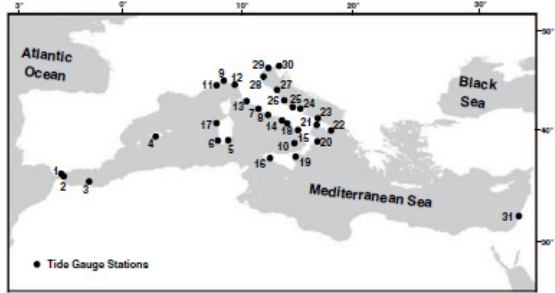 3° 0° 10° 20° 30°
50°
Atlantic
Ocean
Black
Sea
29 30
9 12 28
11 27
13 26 25 24
7 8 23
17 14 18 21 22 40°
4 15
6 5 10 20
16 19
1
2 3
Mediterranean Sea
31
30°
Tide Gauge Stations